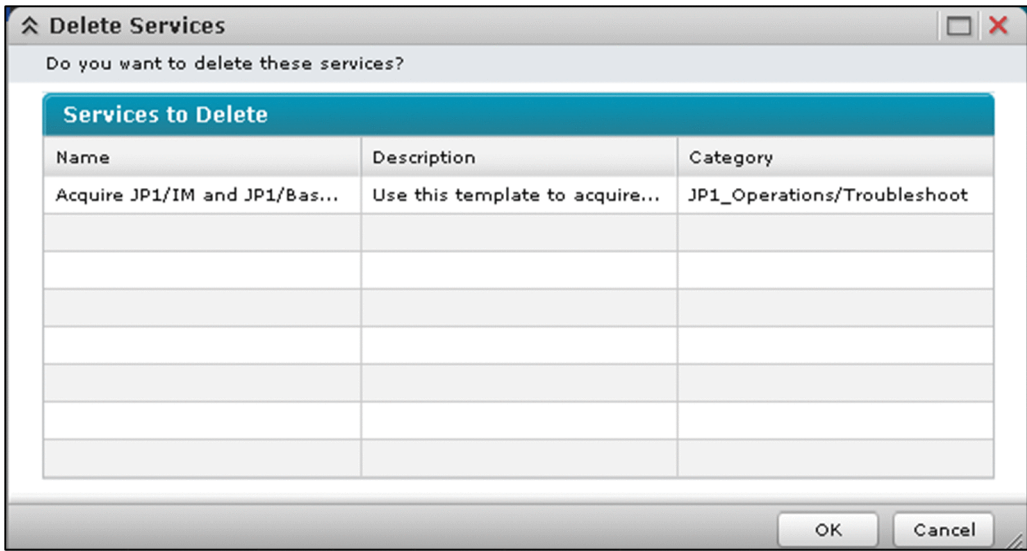 Delete Services
Do you want to delete these services?
Services to Delete
Name Description Category
Acquire JP1/IM and JP1/Bas... Use this template to acquire... JP1_Operations/Troubleshoot
OK Cancel